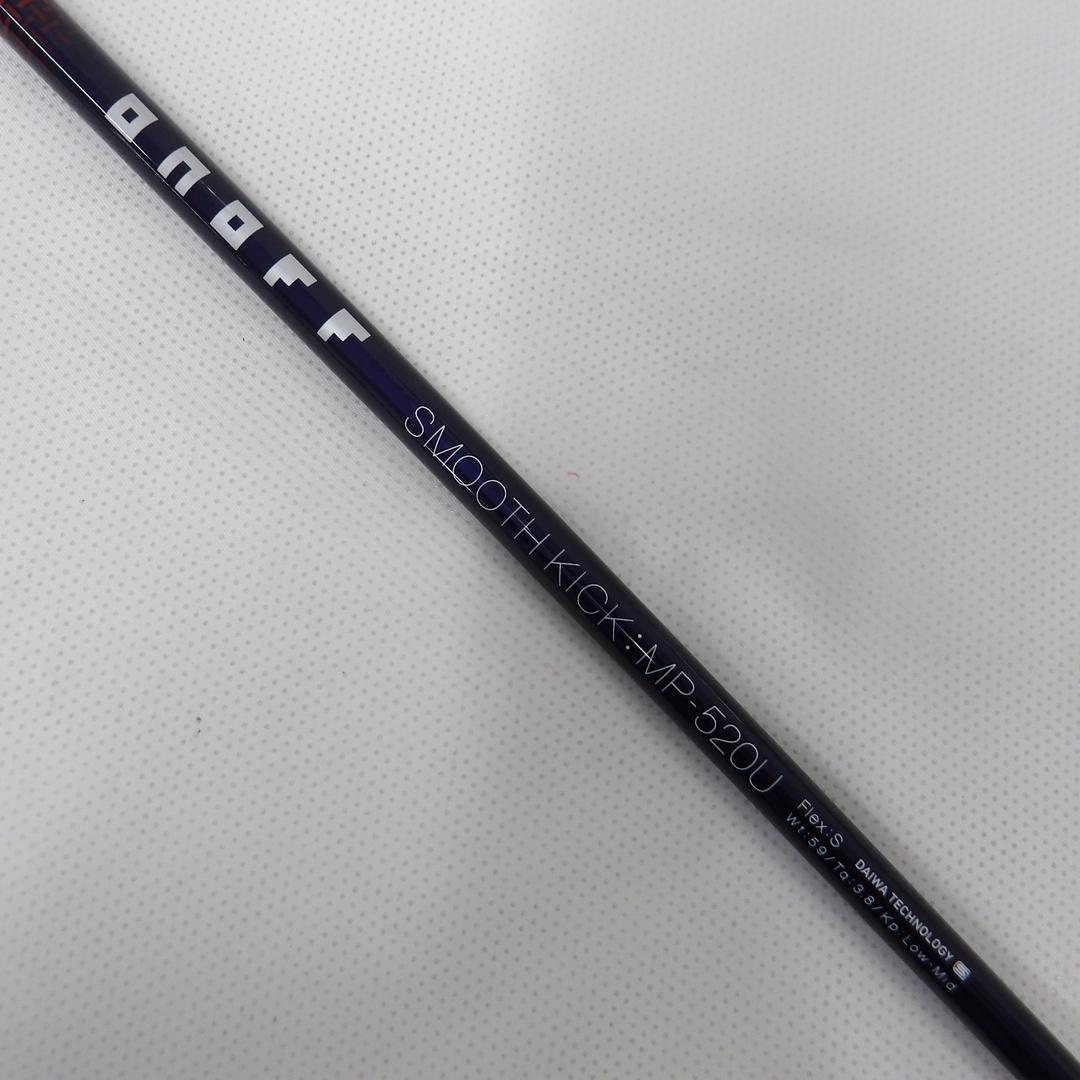 onoff
SMOOTH KICK:MP-520U
Flex:S
Wt:59/Tq:3.8/Kp:Low-Mid
DAIWA TECHNOLOGY